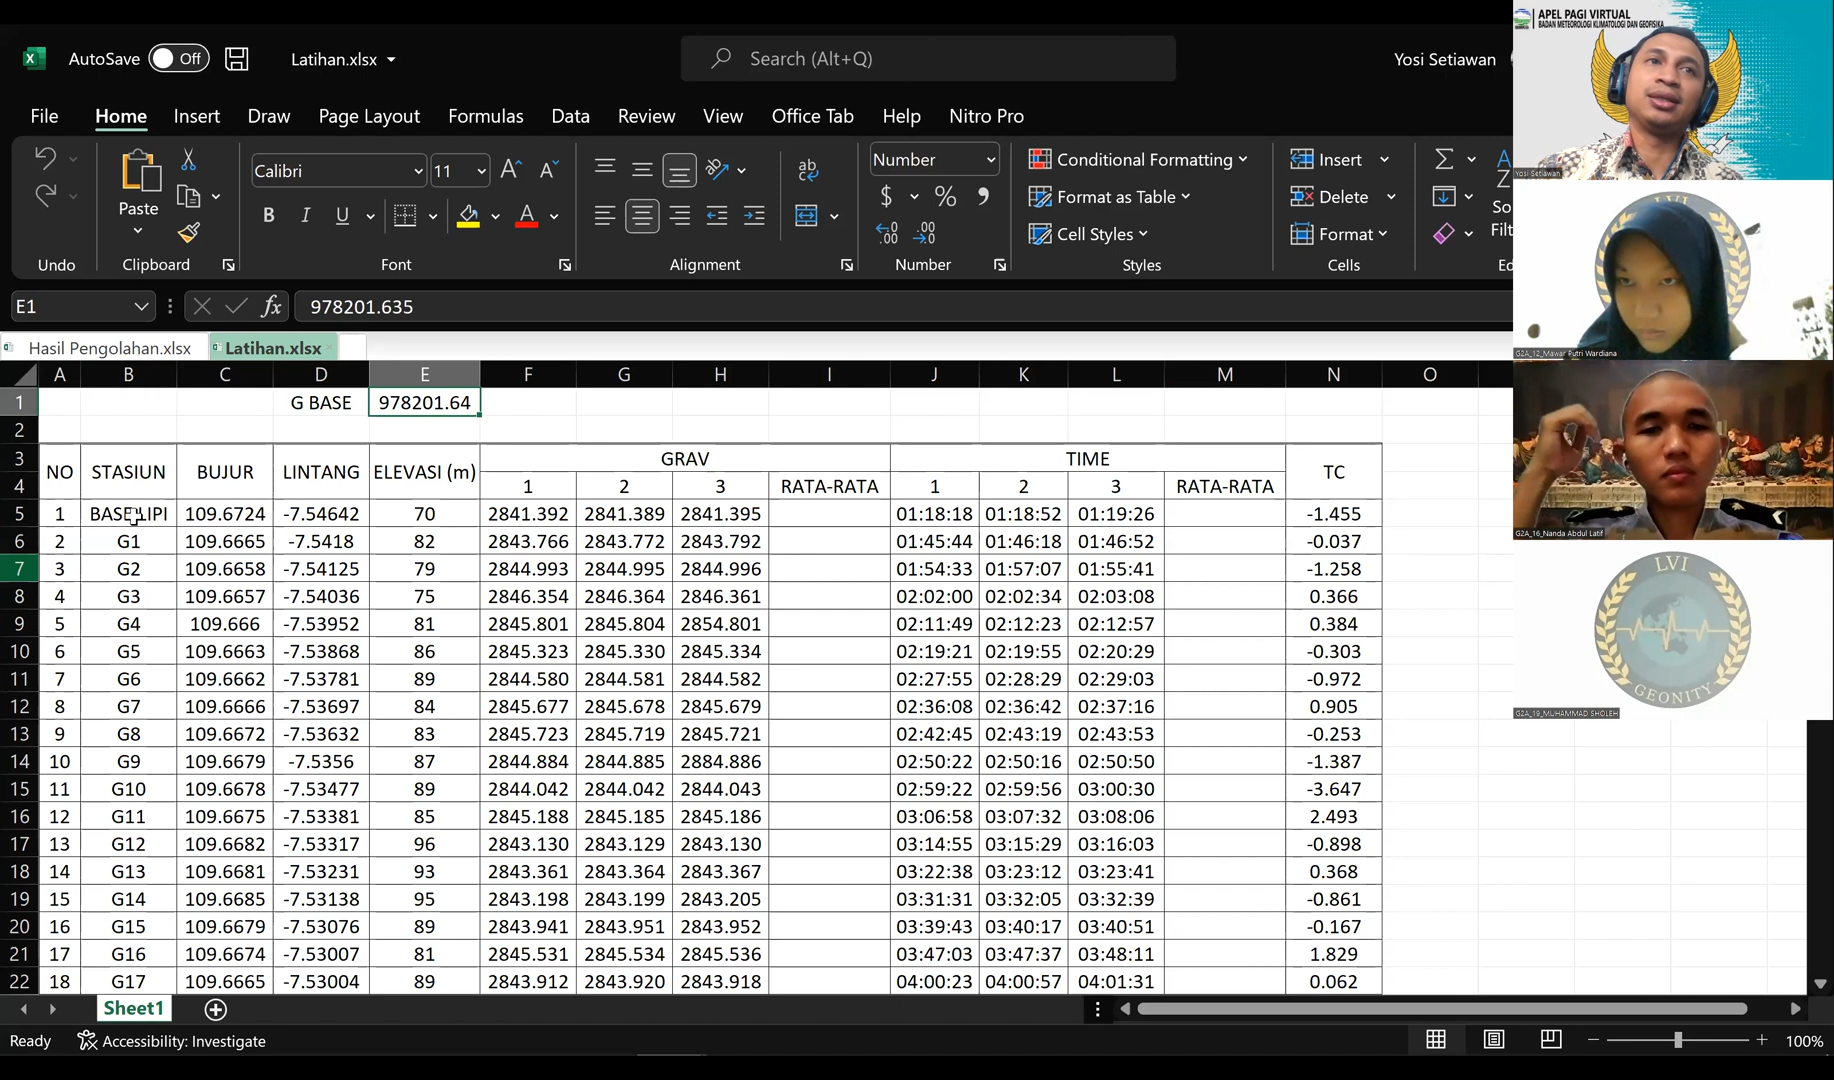 AutoSave Off Latihan.xlsx Search (Alt+Q) Yosi Setiawan
File Home Insert Draw Page Layout Formulas Data Review View Office Tab Help Nitro Pro
Paste
Calibri 11
B I U
Number
$ % ,
Conditional Formatting
Format as Table
Cell Styles
Insert
Delete
Format
Undo Clipboard Font Alignment Number Styles Cells
E1 fx 978201.635
Hasil Pengolahan.xlsx Latihan.xlsx
A B C D E F G H I J K L M N O
1 G BASE 978201.64
2
3 NO STASIUN BUJUR LINTANG ELEVASI (m) GRAV TIME TC
4 1 2 3 RATA-RATA 1 2 3 RATA-RATA
5 1 109.6724 -7.54642 70 2841.392 2841.389 2841.395 01:18:18 01:18:52 01:19:26 -1.455
6 2 G1 109.6665 -7.5418 82 2843.766 2843.772 2843.792 01:45:44 01:46:18 01:46:52 -0.037
7 3 G2 109.6658 -7.54125 79 2844.993 2844.995 2844.996 01:54:33 01:57:07 01:55:41 -1.258
8 4 G3 109.6657 -7.54036 75 2846.354 2846.364 2846.361 02:02:00 02:02:34 02:03:08 0.366
9 5 G4 109.666 -7.53952 81 2845.801 2845.804 2854.801 02:11:49 02:12:23 02:12:57 0.384
10 6 G5 109.6663 -7.53868 86 2845.323 2845.330 2845.334 02:19:21 02:19:55 02:20:29 -0.303
11 7 G6 109.6662 -7.53781 89 2844.580 2844.581 2844.582 02:27:55 02:28:29 02:29:03 -0.972
12 8 G7 109.6666 -7.53697 84 2845.677 2845.678 2845.679 02:36:08 02:36:42 02:37:16 0.905
13 9 G8 109.6672 -7.53632 83 2845.723 2845.719 2845.721 02:42:45 02:43:19 02:43:53 -0.253
14 10 G9 109.6679 -7.5356 87 2844.884 2844.885 2884.886 02:50:22 02:50:16 02:50:50 -1.387
15 11 G10 109.6678 -7.53477 89 2844.042 2844.042 2844.043 02:59:22 02:59:56 03:00:30 -3.647
16 12 G11 109.6675 -7.53381 85 2845.188 2845.185 2845.186 03:06:58 03:07:32 03:08:06 2.493
17 13 G12 109.6682 -7.53317 96 2843.130 2843.129 2843.130 03:14:55 03:15:29 03:16:03 -0.898
18 14 G13 109.6681 -7.53231 93 2843.361 2843.364 2843.367 03:22:38 03:23:12 03:23:41 0.368
19 15 G14 109.6685 -7.53138 95 2843.198 2843.199 2843.205 03:31:31 03:32:05 03:32:39 -0.861
20 16 G15 109.6679 -7.53076 89 2843.941 2843.951 2843.952 03:39:43 03:40:17 03:40:51 -0.167
21 17 G16 109.6674 -7.53007 81 2845.531 2845.534 2845.536 03:47:03 03:47:37 03:48:11 1.829
22 18 G17 109.6665 -7.53004 89 2843.912 2843.920 2843.918 04:00:23 04:00:57 04:01:31 0.062
Sheet1
Ready Accessibility: Investigate 100%
APEL PAGI VIRTUAL
BADAN METEOROLOGI KLIMATOLOGI DAN GEOFISIKA
Yosi Setiawan
G2A_12_Mawar Putri Wardiana
G2A_16_Nanda Abdul Latif
LVI
GEONITY
G2A_19_MUHAMMAD SHOLEH